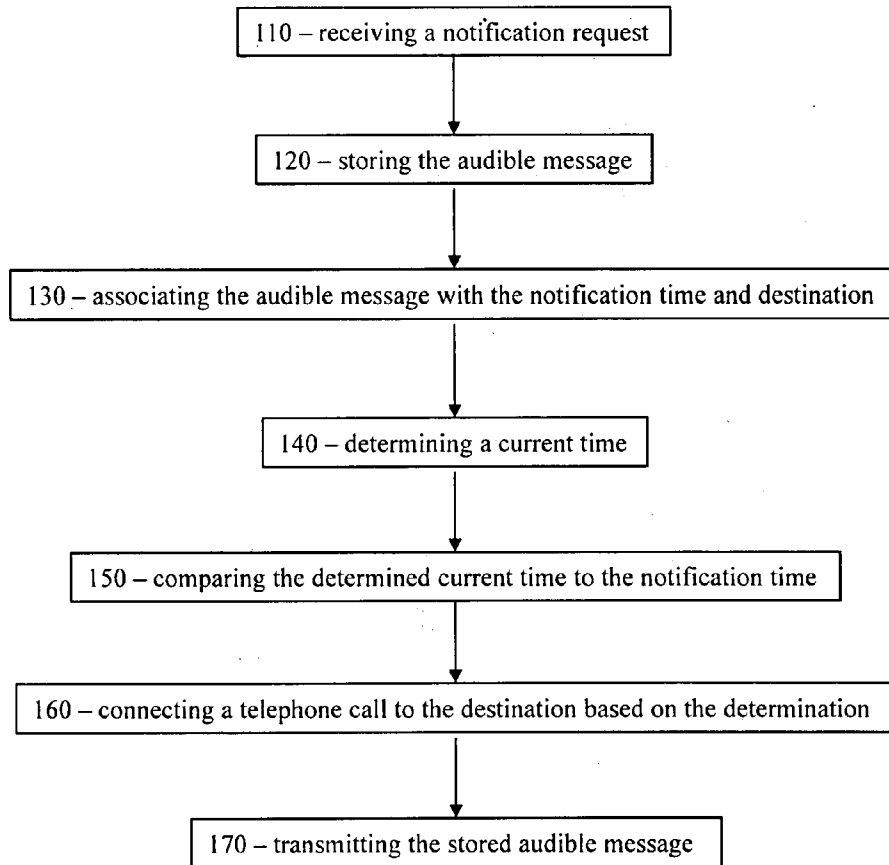 110 – receiving a notification request
120 – storing the audible message
130 – associating the audible message with the notification time and destination
140 – determining a current time
150 – comparing the determined current time to the notification time
160 – connecting a telephone call to the destination based on the determination
170 – transmitting the stored audible message